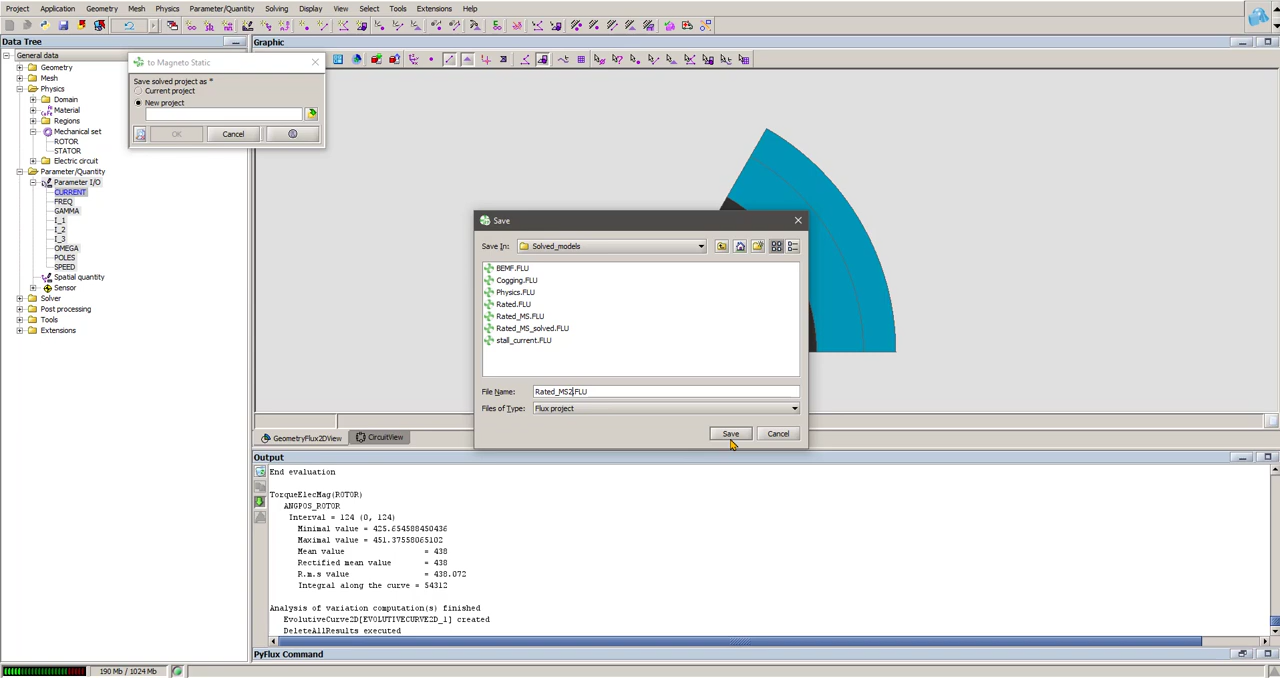 Project Application Geometry Mesh Physics Parameter/Quantity Solving Display View Select Tools Extensions Help
Data Tree
Graphic
General data
Geometry
Mesh
Physics
Domain
Material
Regions
Mechanical set
ROTOR
STATOR
Electric circuit
Parameter/Quantity
Parameter I/O
CURRENT
FREQ
GAMMA
I_1
I_2
I_3
OMEGA
POLES
SPEED
Spatial quantity
Sensor
Solver
Post processing
Tools
Extensions
to Magneto Static
Save solved project as *
Current project
New project
OK Cancel
Save
Save In: Solved_models
BEMF.FLU
Cogging.FLU
Physics.FLU
Rated.FLU
Rated_MS.FLU
Rated_MS_solved.FLU
stall_current.FLU
File Name: Rated_MS2.FLU
Files of Type: Flux project
Save Cancel
GeometryFlux2DView CircuitView
Output
End evaluation
TorqueElecMag(ROTOR)
ANGPOS_ROTOR
Interval = 124 (0, 124)
Minimal value = 425.654588450436
Maximal value = 451.37558065102
Mean value = 438
Rectified mean value = 438
R.m.s value = 438.072
Integral along the curve = 54312
Analysis of variation computation(s) finished
EvolutiveCurve2D[EVOLUTIVECURVE2D_1] created
DeleteAllResults executed
PyFlux Command
190 Mb / 1024 Mb